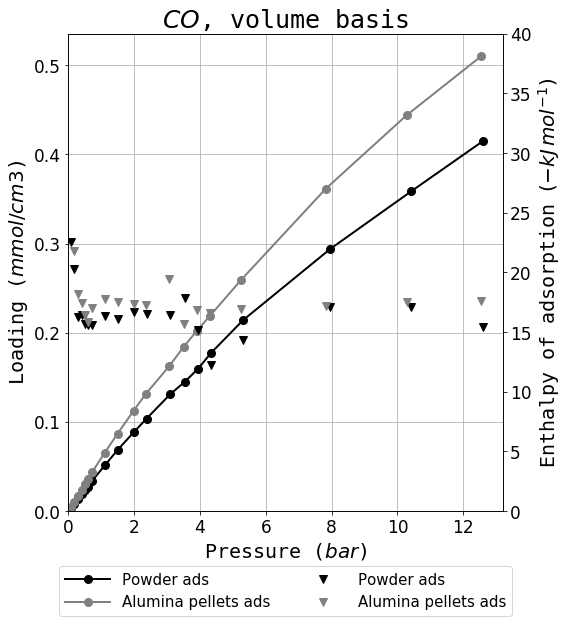 CO, volume basis
0.5
0.4
0.3
0.2
0.1
0.0
Loading (mmol/cm3)
40
35
30
25
20
15
10
5
0
Enthalpy of adsorption (−kJmol⁻¹)
0 2 4 6 8 10 12
Pressure (bar)
Powder ads Powder ads
Alumina pellets ads Alumina pellets ads